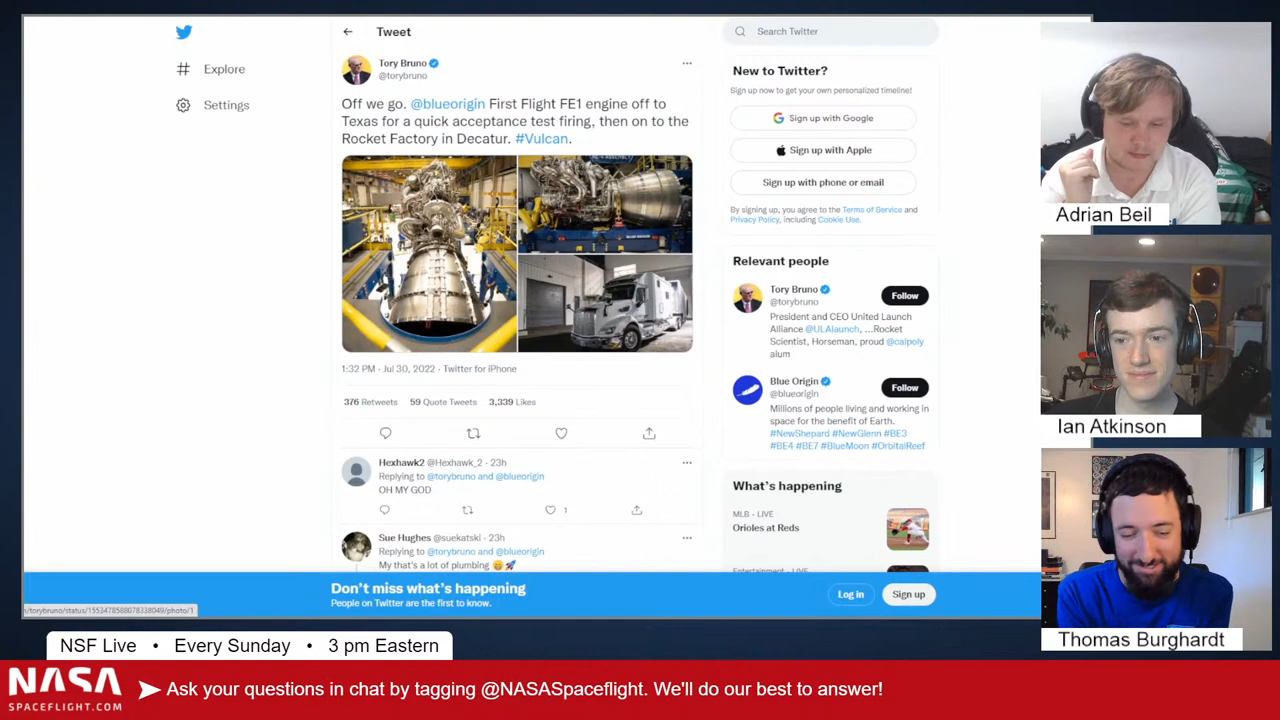 Explore
Settings
Tweet
Tory Bruno
@torybruno
Off we go. @blueorigin First Flight FE1 engine off to
Texas for a quick acceptance test firing, then on to the
Rocket Factory in Decatur. #Vulcan.
1:32 PM · Jul 30, 2022 · Twitter for iPhone
376 Retweets 59 Quote Tweets 3,339 Likes
Hexhawk2 @Hexhawk_2 · 23h
Replying to @torybruno and @blueorigin
OH MY GOD
1
Sue Hughes @suekatski · 23h
Replying to @torybruno and @blueorigin
My that's a lot of plumbing
Search Twitter
New to Twitter?
Sign up now to get your own personalized timeline!
Sign up with Google
Sign up with Apple
Sign up with phone or email
By signing up, you agree to the Terms of Service and
Privacy Policy, including Cookie Use.
Relevant people
Tory Bruno
@torybruno
Follow
President and CEO United Launch
Alliance @ULAlaunch, ...Rocket
Scientist, Horseman, proud @calpoly
alum
Blue Origin
@blueorigin
Follow
Millions of people living and working in
space for the benefit of Earth.
#NewShepard #NewGlenn #BE3
#BE4 #BE7 #BlueMoon #OrbitalReef
What's happening
MLB · LIVE
Orioles at Reds
Don't miss what's happening
People on Twitter are the first to know.
Log in
Sign up
Adrian Beil
Ian Atkinson
Thomas Burghardt
NSF Live • Every Sunday • 3 pm Eastern
NASA
SPACEFLIGHT.COM
Ask your questions in chat by tagging @NASASpaceflight. We'll do our best to answer!